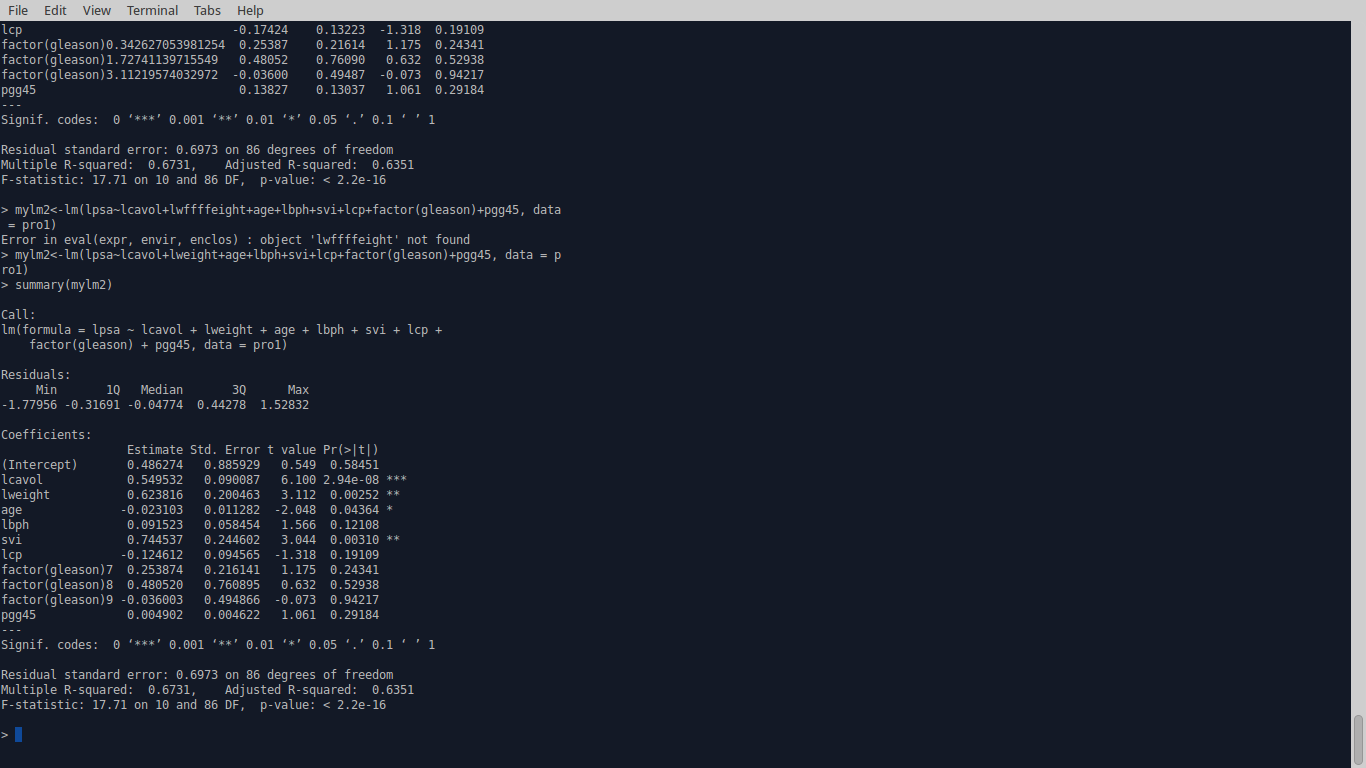 File Edit View Terminal Tabs Help
lcp -0.17424 0.13223 -1.318 0.19109
factor(gleason)0.342627053981254 0.25387 0.21614 1.175 0.24341
factor(gleason)1.72741139715549 0.48052 0.76090 0.632 0.52938
factor(gleason)3.11219574032972 -0.03600 0.49487 -0.073 0.94217
pgg45 0.13827 0.13037 1.061 0.29184
---
Signif. codes:  0 ‘***’ 0.001 ‘**’ 0.01 ‘*’ 0.05 ‘.’ 0.1 ‘ ’ 1
Residual standard error: 0.6973 on 86 degrees of freedom
Multiple R-squared:  0.6731,    Adjusted R-squared:  0.6351
F-statistic: 17.71 on 10 and 86 DF,  p-value: < 2.2e-16
> mylm2<-lm(lpsa~lcavol+lwffffeight+age+lbph+svi+lcp+factor(gleason)+pgg45, data
 = pro1)
Error in eval(expr, envir, enclos) : object 'lwffffeight' not found
> mylm2<-lm(lpsa~lcavol+lweight+age+lbph+svi+lcp+factor(gleason)+pgg45, data = p
ro1)
> summary(mylm2)
Call:
lm(formula = lpsa ~ lcavol + lweight + age + lbph + svi + lcp +
    factor(gleason) + pgg45, data = pro1)
Residuals:
     Min       1Q   Median       3Q      Max
-1.77956 -0.31691 -0.04774  0.44278  1.52832
Coefficients:
                  Estimate Std. Error t value Pr(>|t|)
(Intercept)       0.486274   0.885929   0.549  0.58451
lcavol            0.549532   0.090087   6.100 2.94e-08 ***
lweight           0.623816   0.200463   3.112  0.00252 **
age              -0.023103   0.011282  -2.048  0.04364 *
lbph              0.091523   0.058454   1.566  0.12108
svi               0.744537   0.244602   3.044  0.00310 **
lcp              -0.124612   0.094565  -1.318  0.19109
factor(gleason)7  0.253874   0.216141   1.175  0.24341
factor(gleason)8  0.480520   0.760895   0.632  0.52938
factor(gleason)9 -0.036003   0.494866  -0.073  0.94217
pgg45             0.004902   0.004622   1.061  0.29184
---
Signif. codes:  0 ‘***’ 0.001 ‘**’ 0.01 ‘*’ 0.05 ‘.’ 0.1 ‘ ’ 1
Residual standard error: 0.6973 on 86 degrees of freedom
Multiple R-squared:  0.6731,    Adjusted R-squared:  0.6351
F-statistic: 17.71 on 10 and 86 DF,  p-value: < 2.2e-16
>